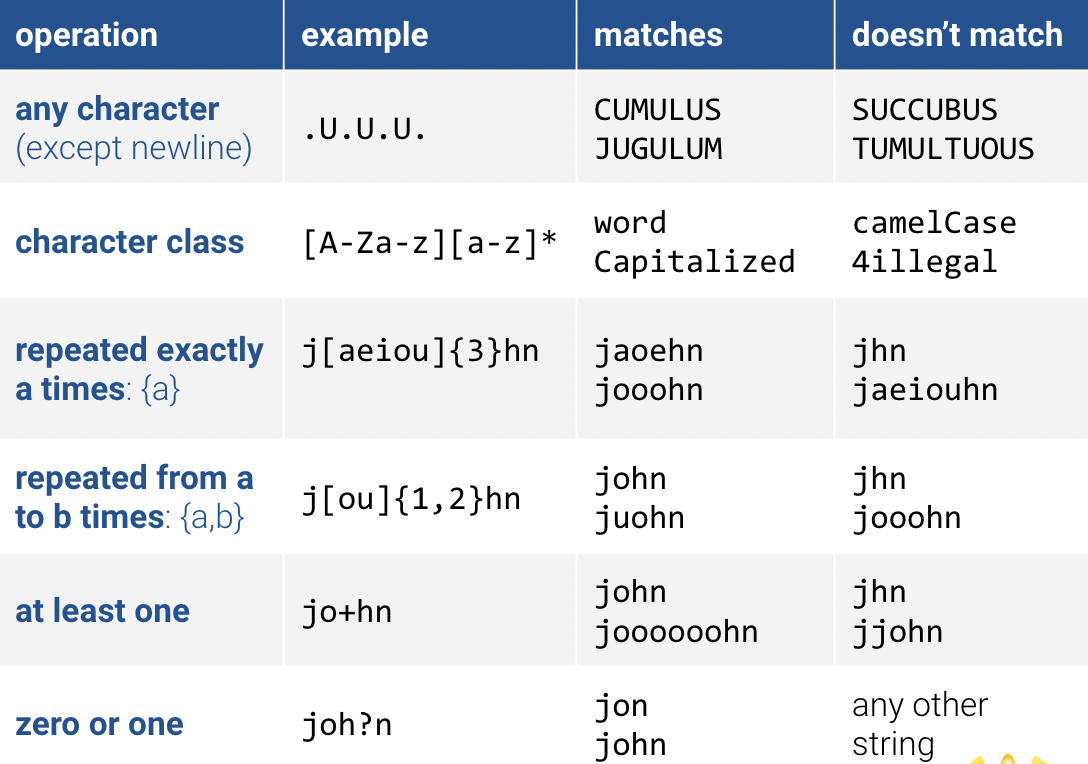 operation example matches doesn't match
any character
(except newline)
.U.U.U.
CUMULUS
JUGULUM
SUCCUBUS
TUMULTUOUS
character class
[A-Za-z][a-z]*
word
Capitalized
camelCase
4illegal
repeated exactly
a times: {a}
j[aeiou]{3}hn
jaoehn
jooohn
jhn
jaeiouhn
repeated from a
to b times: {a,b}
j[ou]{1,2}hn
john
juohn
jhn
jooohn
at least one
jo+hn
john
joooooohn
jhn
jjohn
zero or one
joh?n
jon
john
any other
string